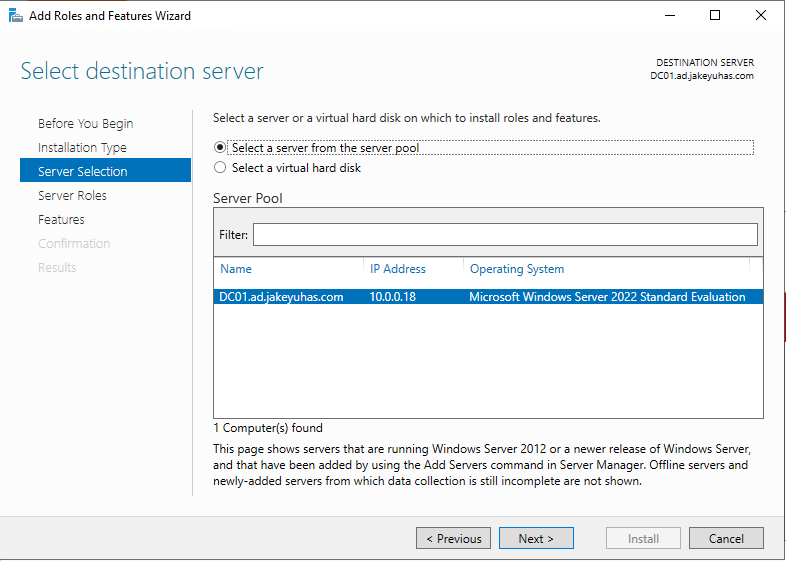 Add Roles and Features Wizard
Select destination server
DESTINATION SERVER
DC01.ad.jakeyuhas.com
Before You Begin
Installation Type
Server Selection
Server Roles
Features
Confirmation
Results
Select a server or a virtual hard disk on which to install roles and features.
Select a server from the server pool
Select a virtual hard disk
Server Pool
Filter:
Name IP Address Operating System
DC01.ad.jakeyuhas.com 10.0.0.18 Microsoft Windows Server 2022 Standard Evaluation
1 Computer(s) found
This page shows servers that are running Windows Server 2012 or a newer release of Windows Server,
and that have been added by using the Add Servers command in Server Manager. Offline servers and
newly-added servers from which data collection is still incomplete are not shown.
< Previous Next > Install Cancel